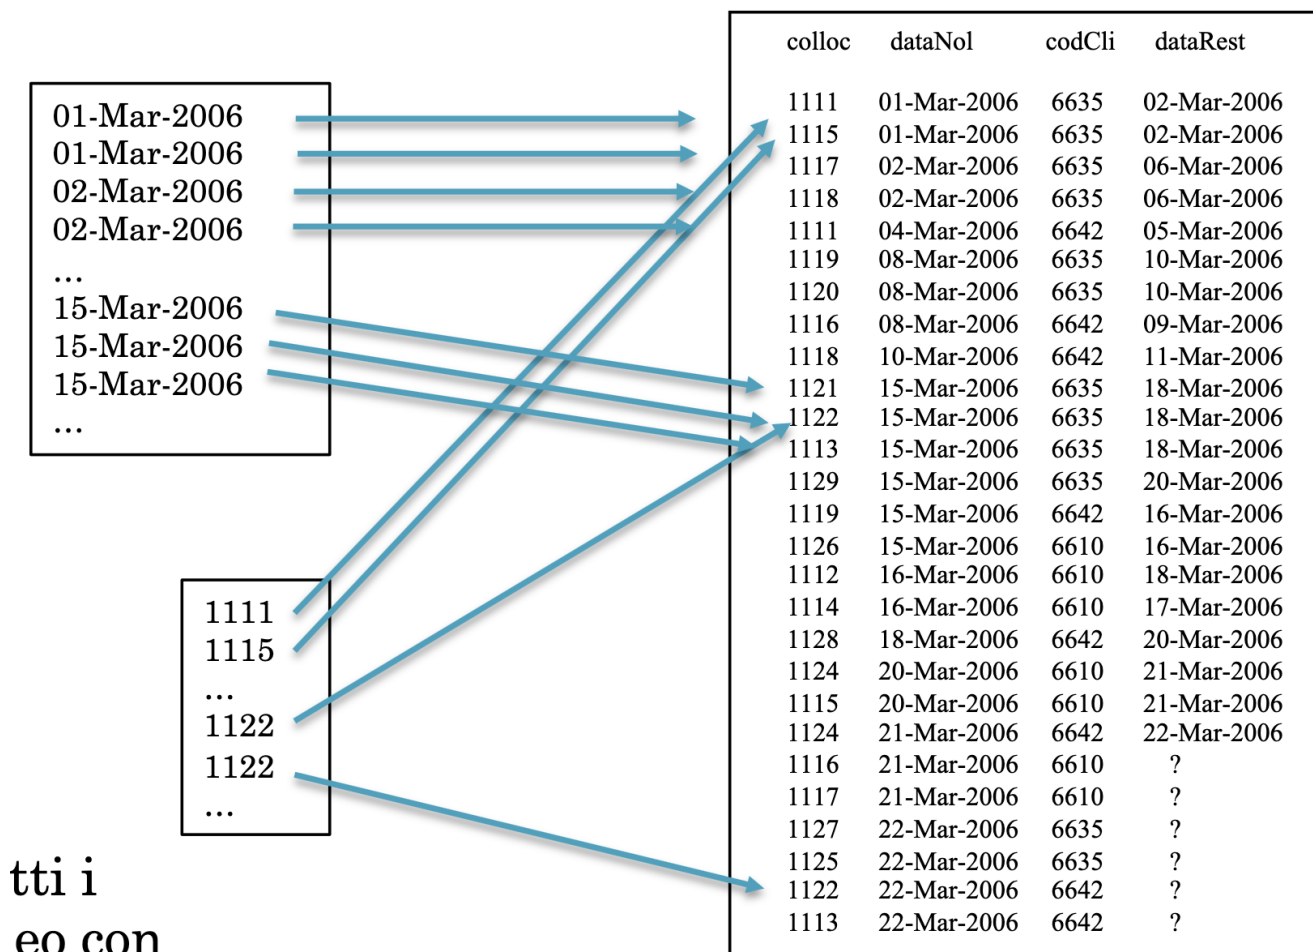 01-Mar-2006
01-Mar-2006
02-Mar-2006
02-Mar-2006
...
15-Mar-2006
15-Mar-2006
15-Mar-2006
...
1111
1115
...
1122
1122
...
tti i
eo con
colloc dataNol codCli dataRest
1111 01-Mar-2006 6635 02-Mar-2006
1115 01-Mar-2006 6635 02-Mar-2006
1117 02-Mar-2006 6635 06-Mar-2006
1118 02-Mar-2006 6635 06-Mar-2006
1111 04-Mar-2006 6642 05-Mar-2006
1119 08-Mar-2006 6635 10-Mar-2006
1120 08-Mar-2006 6635 10-Mar-2006
1116 08-Mar-2006 6642 09-Mar-2006
1118 10-Mar-2006 6642 11-Mar-2006
1121 15-Mar-2006 6635 18-Mar-2006
1122 15-Mar-2006 6635 18-Mar-2006
1113 15-Mar-2006 6635 18-Mar-2006
1129 15-Mar-2006 6635 20-Mar-2006
1119 15-Mar-2006 6642 16-Mar-2006
1126 15-Mar-2006 6610 16-Mar-2006
1112 16-Mar-2006 6610 18-Mar-2006
1114 16-Mar-2006 6610 17-Mar-2006
1128 18-Mar-2006 6642 20-Mar-2006
1124 20-Mar-2006 6610 21-Mar-2006
1115 20-Mar-2006 6610 21-Mar-2006
1124 21-Mar-2006 6642 22-Mar-2006
1116 21-Mar-2006 6610 ?
1117 21-Mar-2006 6610 ?
1127 22-Mar-2006 6635 ?
1125 22-Mar-2006 6635 ?
1122 22-Mar-2006 6642 ?
1113 22-Mar-2006 6642 ?